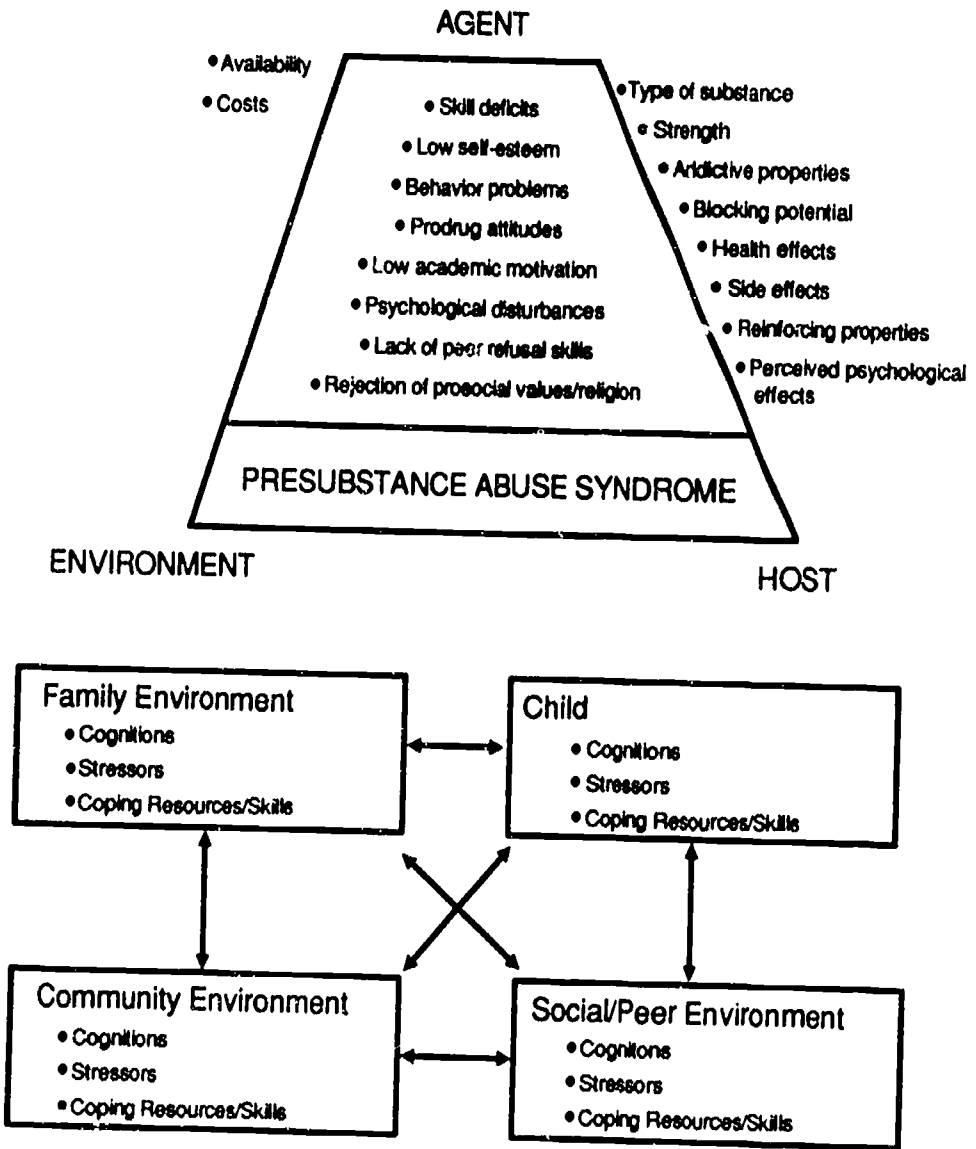 AGENT
• Availability
• Costs
• Skill deficits
• Low self-esteem
• Behavior problems
• Prodrug attitudes
• Low academic motivation
• Psychological disturbances
• Lack of peer refusal skills
• Rejection of prosocial values/religion
• Type of substance
• Strength
• Addictive properties
• Blocking potential
• Health effects
• Side effects
• Reinforcing properties
• Perceived psychological
effects
PRESUBSTANCE ABUSE SYNDROME
ENVIRONMENT
HOST
Family Environment
• Cognitions
• Stressors
• Coping Resources/Skills
Child
• Cognitions
• Stressors
• Coping Resources/Skills
Community Environment
• Cognitions
• Stressors
• Coping Resources/Skills
Social/Peer Environment
• Cognitons
• Stressors
• Coping Resources/Skills